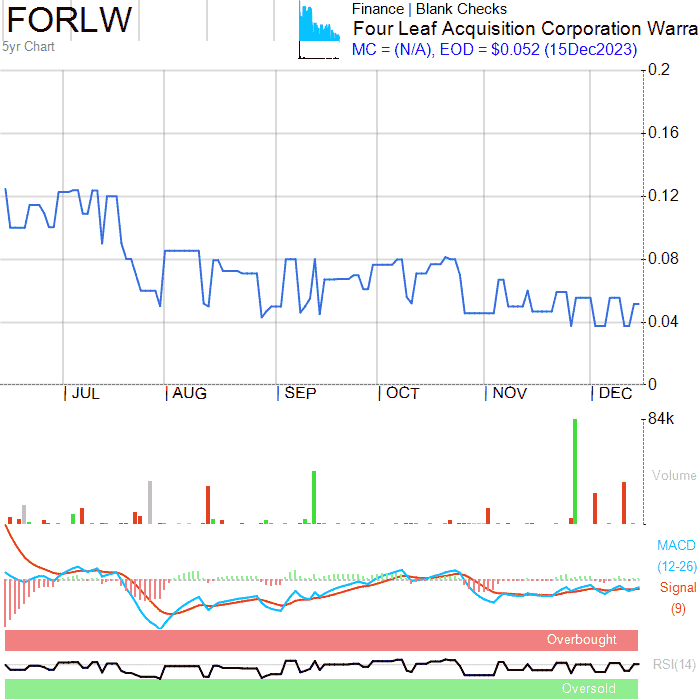 FORLW
5yr Chart
Finance | Blank Checks
Four Leaf Acquisition Corporation Warra
MC = (N/A), EOD = $0.052 (15Dec2023)
0.2
0.16
0.12
0.08
0.04
0
JUL
AUG
SEP
OCT
NOV
DEC
84k
Volume
MACD
(12-26)
Signal
(9)
Overbought
RSI(14)
Oversold